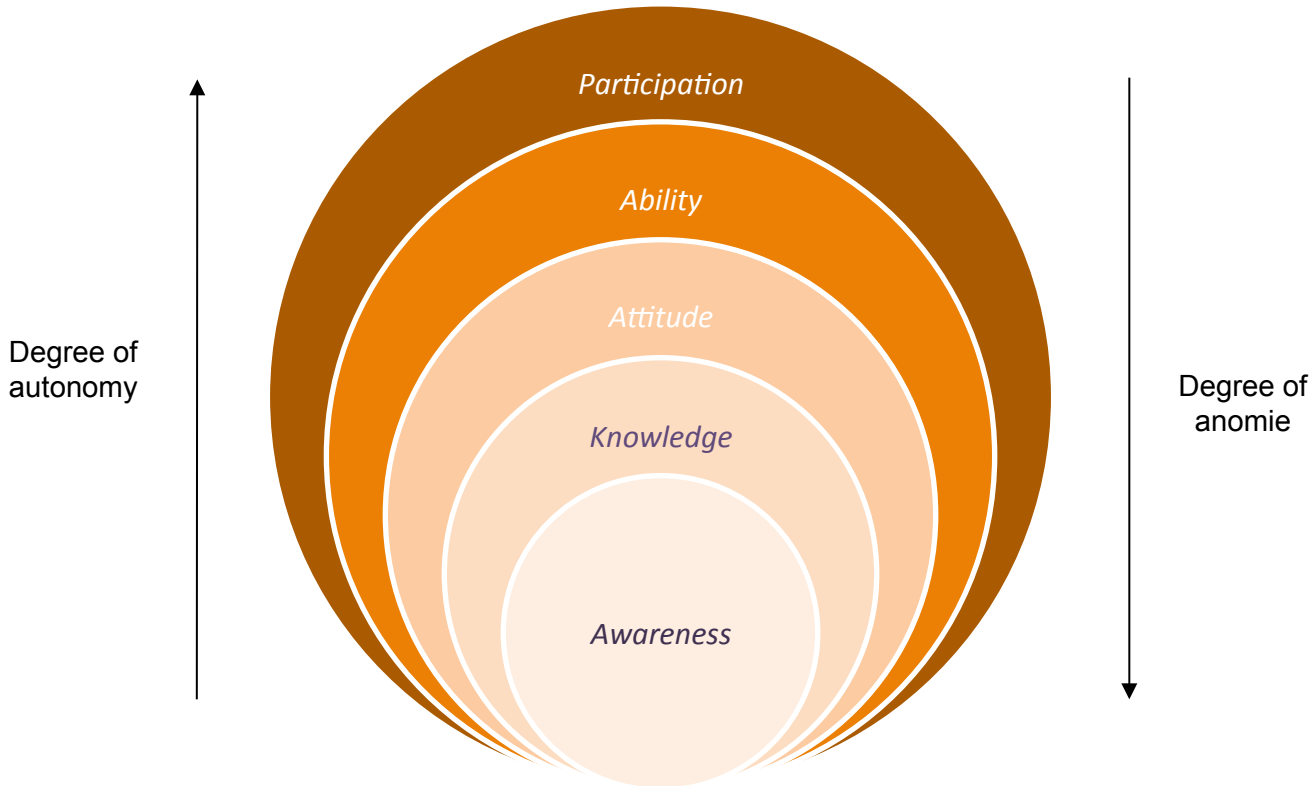 Participation
Ability
Attitude
Knowledge
Awareness
Degree of
autonomy
Degree of
anomie